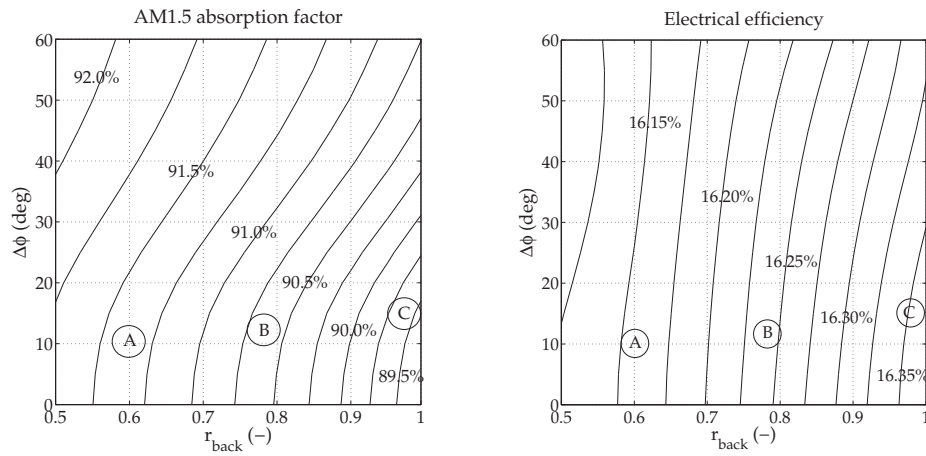 AM1.5 absorption factor
60
50
40
30
20
10
0
Δϕ (deg)
92.0%
91.5%
91.0%
90.5%
90.0%
89.5%
A
B
C
0.5 0.6 0.7 0.8 0.9 1
r_back (−)
Electrical efficiency
60
50
40
30
20
10
0
Δϕ (deg)
16.15%
16.20%
16.25%
16.30%
16.35%
A
B
C
0.5 0.6 0.7 0.8 0.9 1
r_back (−)